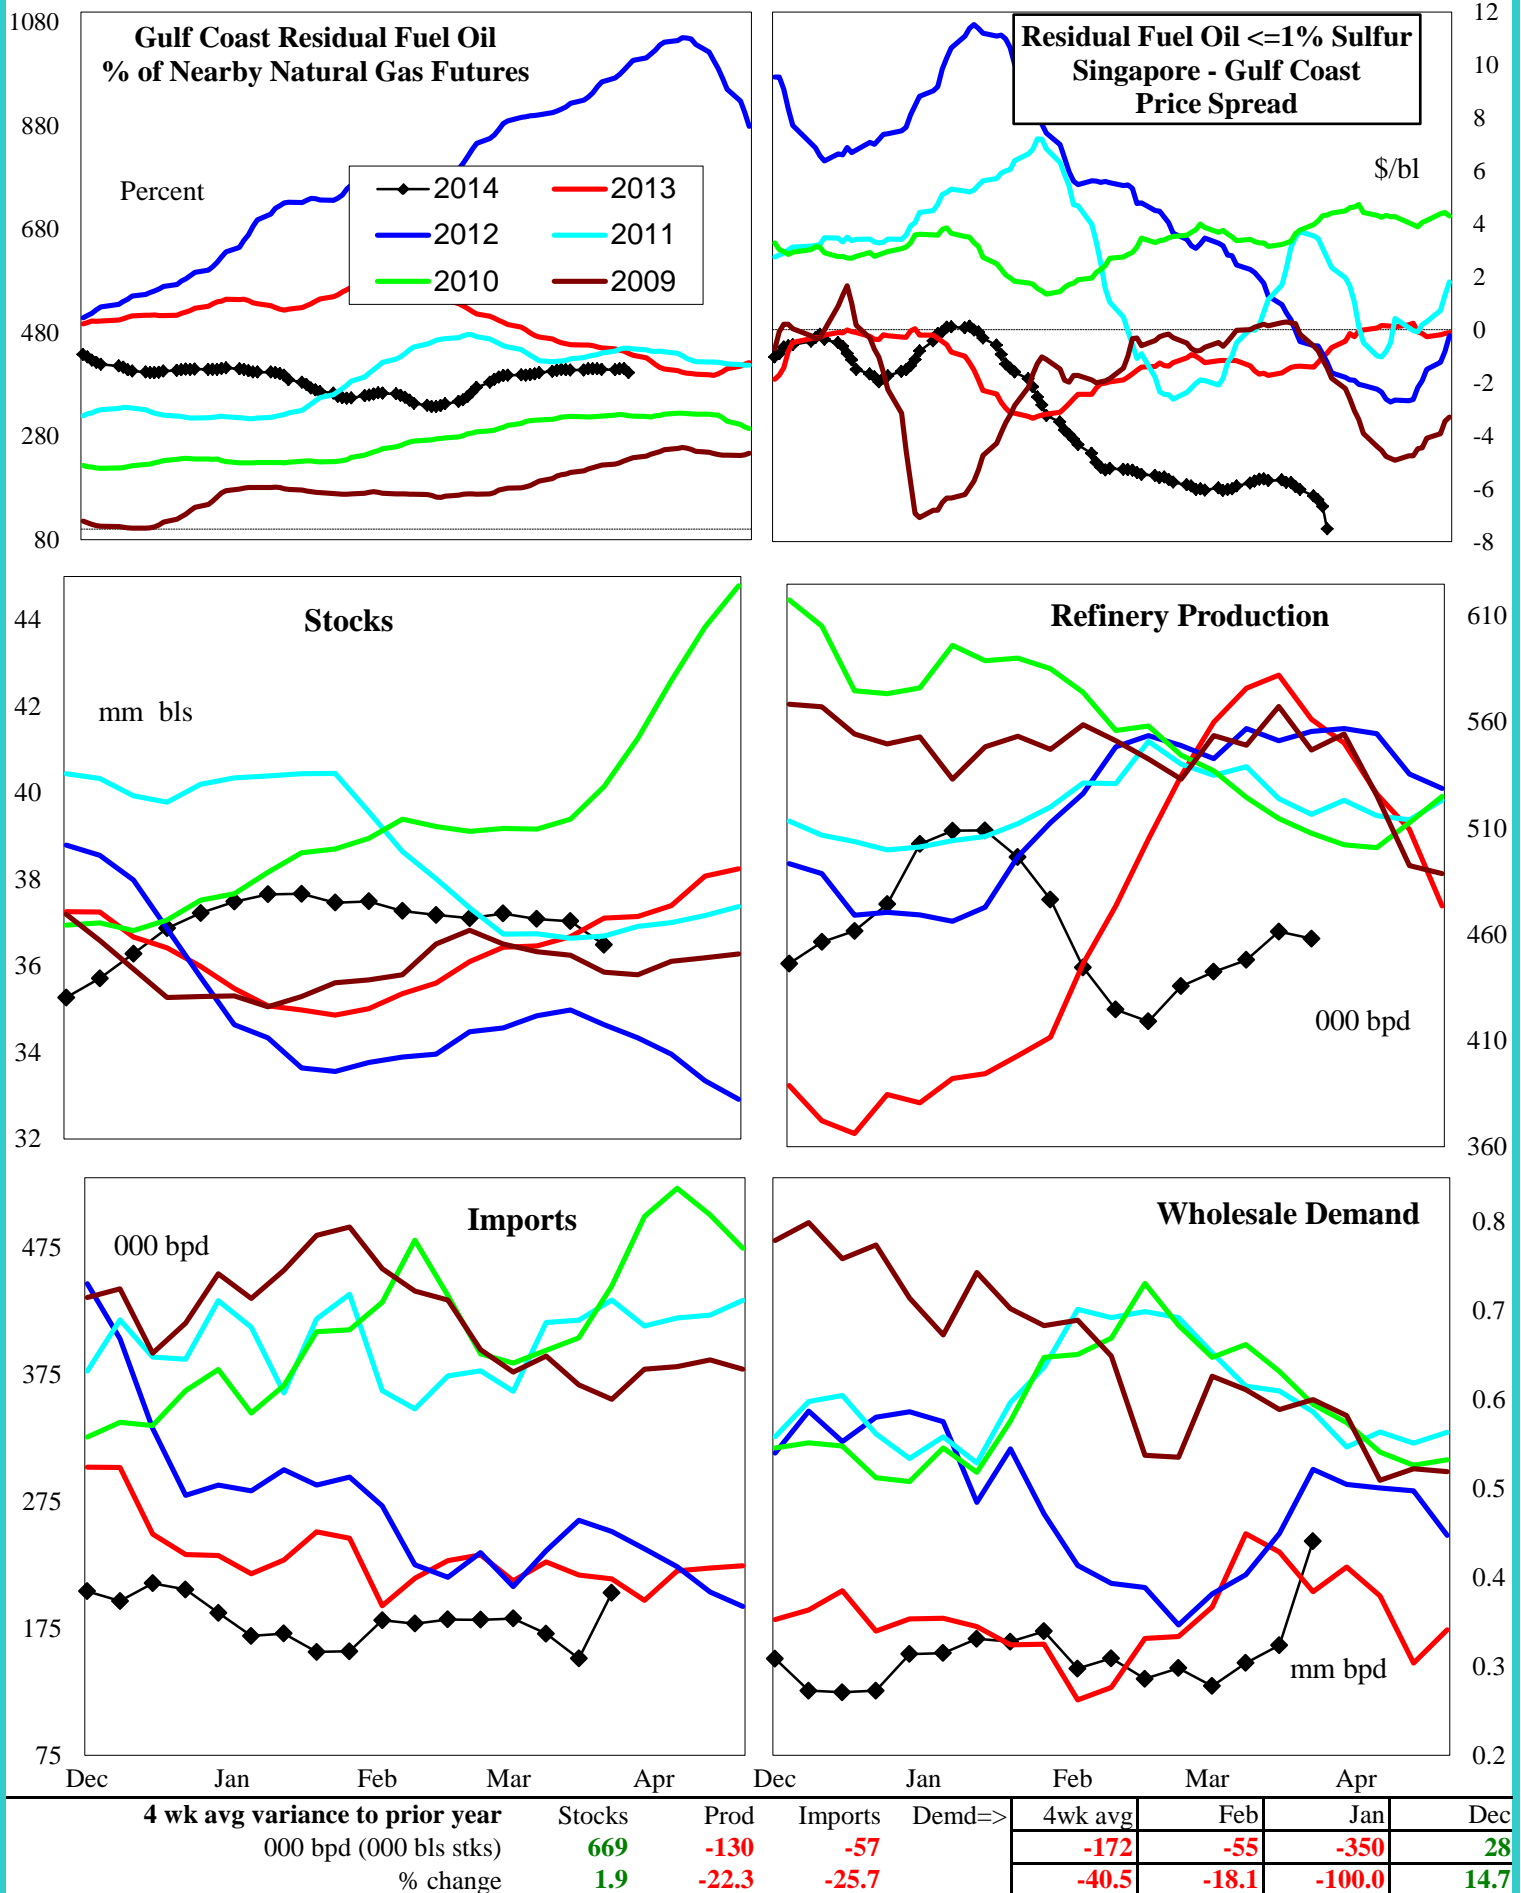 Gulf Coast Residual Fuel Oil
% of Nearby Natural Gas Futures
Percent
1080
880
680
480
280
80
2014
2013
2012
2011
2010
2009
Residual Fuel Oil <=1% Sulfur
Singapore - Gulf Coast
Price Spread
$/bl
12
10
8
6
4
2
0
-2
-4
-6
-8
Stocks
mm bls
44
42
40
38
36
34
32
Refinery Production
000 bpd
610
560
510
460
410
360
Imports
000 bpd
475
375
275
175
75
Dec Jan Feb Mar Apr
Wholesale Demand
mm bpd
0.8
0.7
0.6
0.5
0.4
0.3
0.2
Dec Jan Feb Mar Apr
4 wk avg variance to prior year Stocks Prod Imports Demd=> 4wk avg Feb Jan Dec
000 bpd (000 bls stks) 669 -130 -57 -172 -55 -350 28
% change 1.9 -22.3 -25.7 -40.5 -18.1 -100.0 14.7